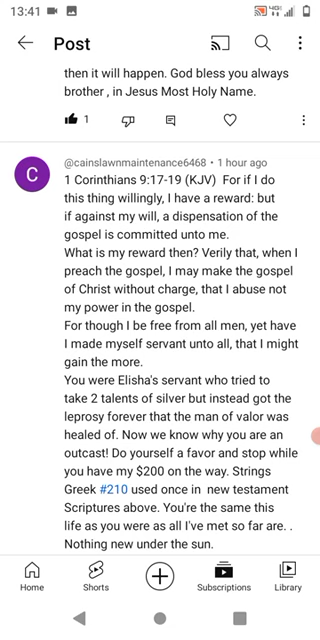 13:41
Post
then it will happen. God bless you always
brother , in Jesus Most Holy Name.
1
C
@cainslawnmaintenance6468 • 1 hour ago
1 Corinthians 9:17-19 (KJV)  For if I do
this thing willingly, I have a reward: but
if against my will, a dispensation of the
gospel is committed unto me.
What is my reward then? Verily that, when I
preach the gospel, I may make the gospel
of Christ without charge, that I abuse not
my power in the gospel.
For though I be free from all men, yet have
I made myself servant unto all, that I might
gain the more.
You were Elisha's servant who tried to
take 2 talents of silver but instead got the
leprosy forever that the man of valor was
healed of. Now we know why you are an
outcast! Do yourself a favor and stop while
you have my $200 on the way. Strings
Greek #210 used once in  new testament
Scriptures above. You're the same this
life as you were as all I've met so far are. .
Nothing new under the sun.
Home
Shorts
Subscriptions
Library